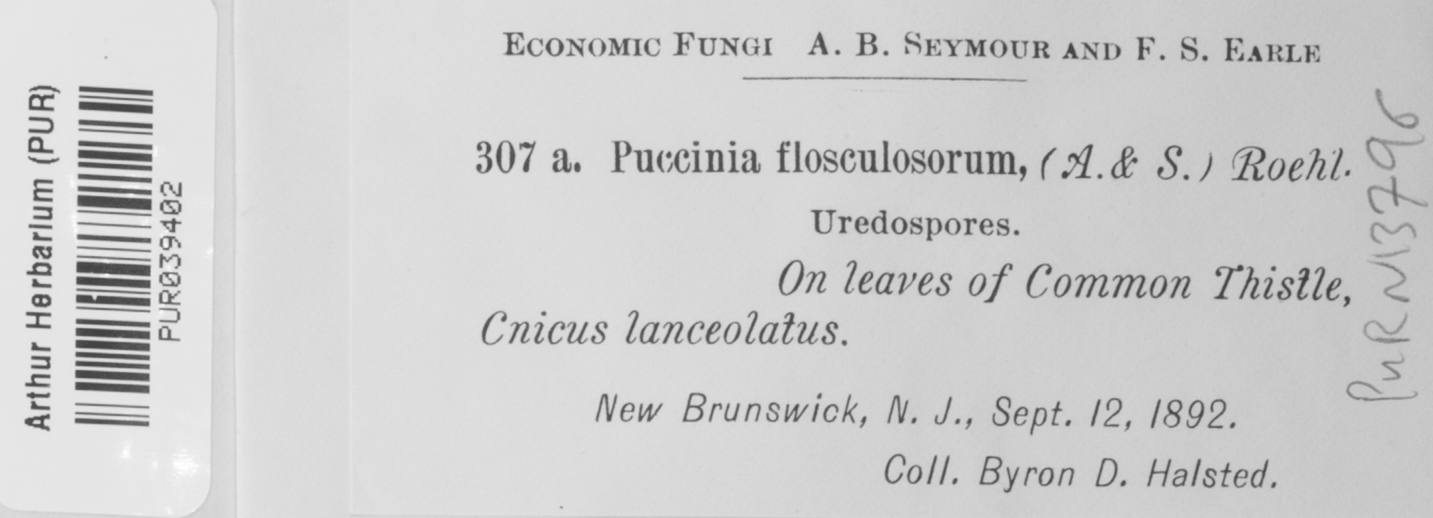 Arthur Herbarium (PUR)
PUR039402
ECONOMIC FUNGI A. B. SEYMOUR AND F. S. EARLE
307 a. Puccinia flosculosorum, (A. & S.) Roehl.
Uredospores.
On leaves of Common Thistle,
Cnicus lanceolatus.
New Brunswick, N. J., Sept. 12, 1892.
Coll. Byron D. Halsted.
PUR N13796